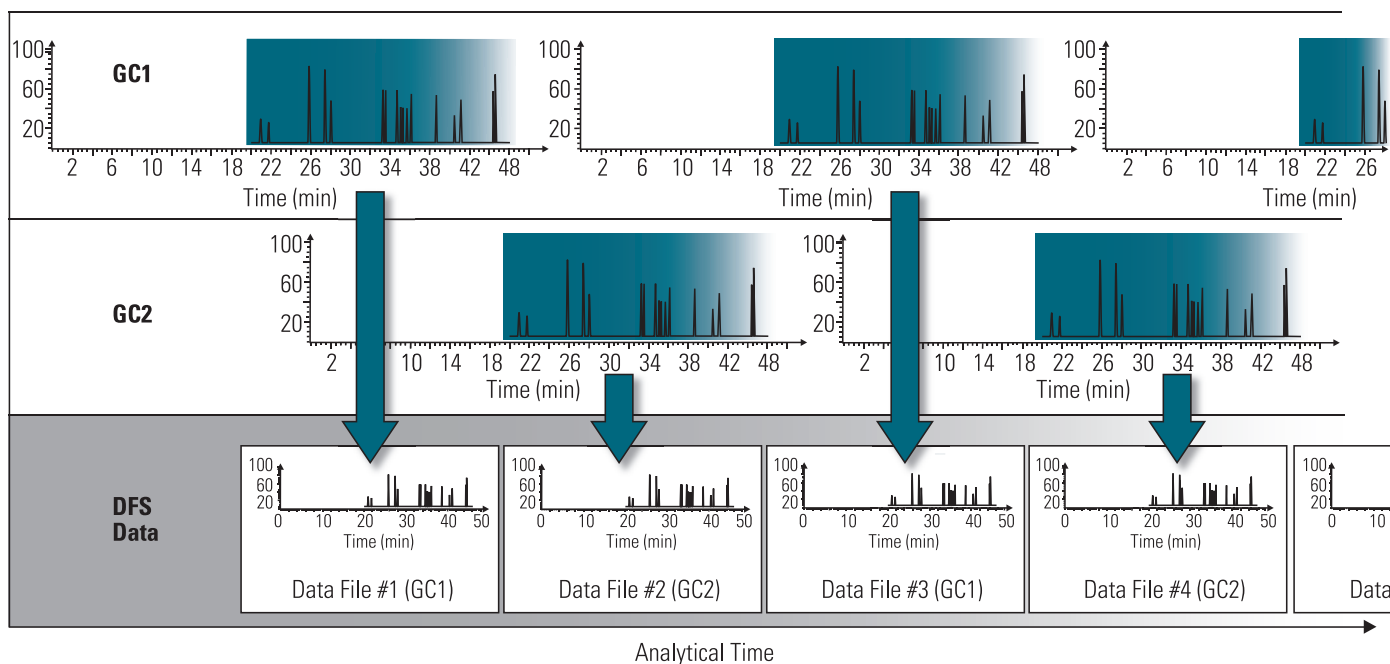 GC1
100
60
20
2 6 10 14 18 22 26 30 34 38 42 48
Time (min)
100
60
20
2 6 10 14 18 22 26 30 34 38 42 48
Time (min)
100
60
20
2 6 10 14 18 22 26
Time (min)
GC2
100
60
20
2 8 10 14 18 22 26 30 34 38 42 48
Time (min)
100
60
20
2 6 10 14 18 22 26 30 34 38 42 48
Time (min)
DFS
Data
100
60
20
0 10 20 30 40 50
Time (min)
Data File #1 (GC1)
100
60
20
0 10 20 30 40 50
Time (min)
Data File #2 (GC2)
100
60
20
0 10 20 30 40 50
Time (min)
Data File #3 (GC1)
100
60
20
0 10 20 30 40 50
Time (min)
Data File #4 (GC2)
100
60
20
0 10
Data
Analytical Time